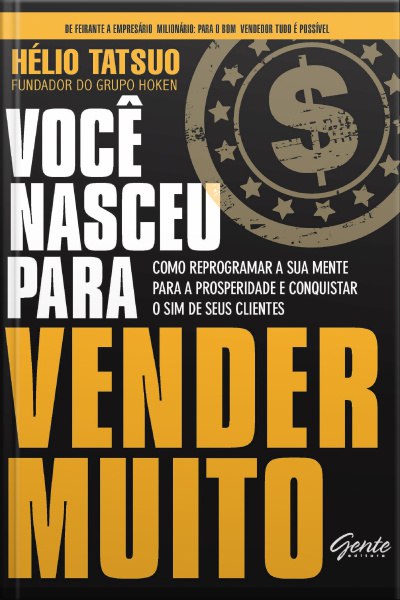 DE FEIRANTE A EMPRESÁRIO MILIONÁRIO: PARA O BOM VENDEDOR TUDO É POSSÍVEL
HÉLIO TATSUO
FUNDADOR DO GRUPO HOKEN
VOCÊ
NASCEU
PARA
COMO REPROGRAMAR A SUA MENTE
PARA A PROSPERIDADE E CONQUISTAR
O SIM DE SEUS CLIENTES
VENDER
MUITO
Gente
editora